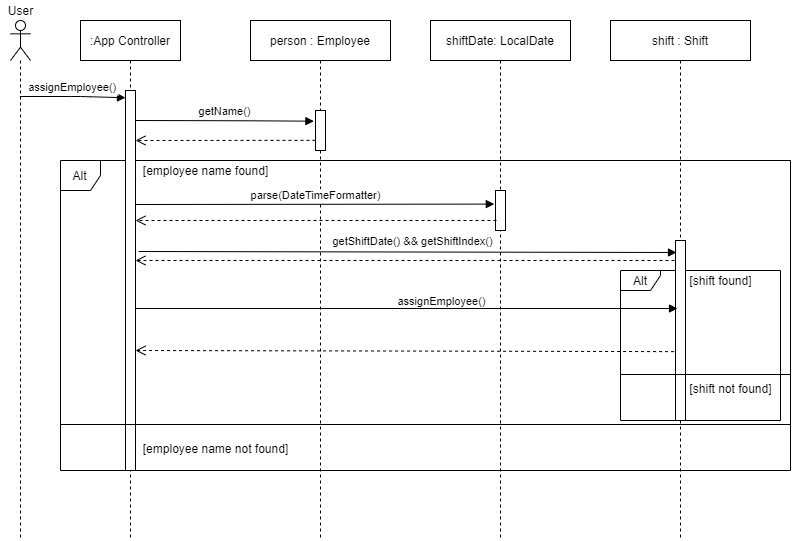 User
:App Controller
person : Employee
shiftDate: LocalDate
shift : Shift
assignEmployee()
getName()
Alt
[employee name found]
parse(DateTimeFormatter)
getShiftDate() && getShiftIndex()
Alt
[shift found]
assignEmployee()
[shift not found]
[employee name not found]